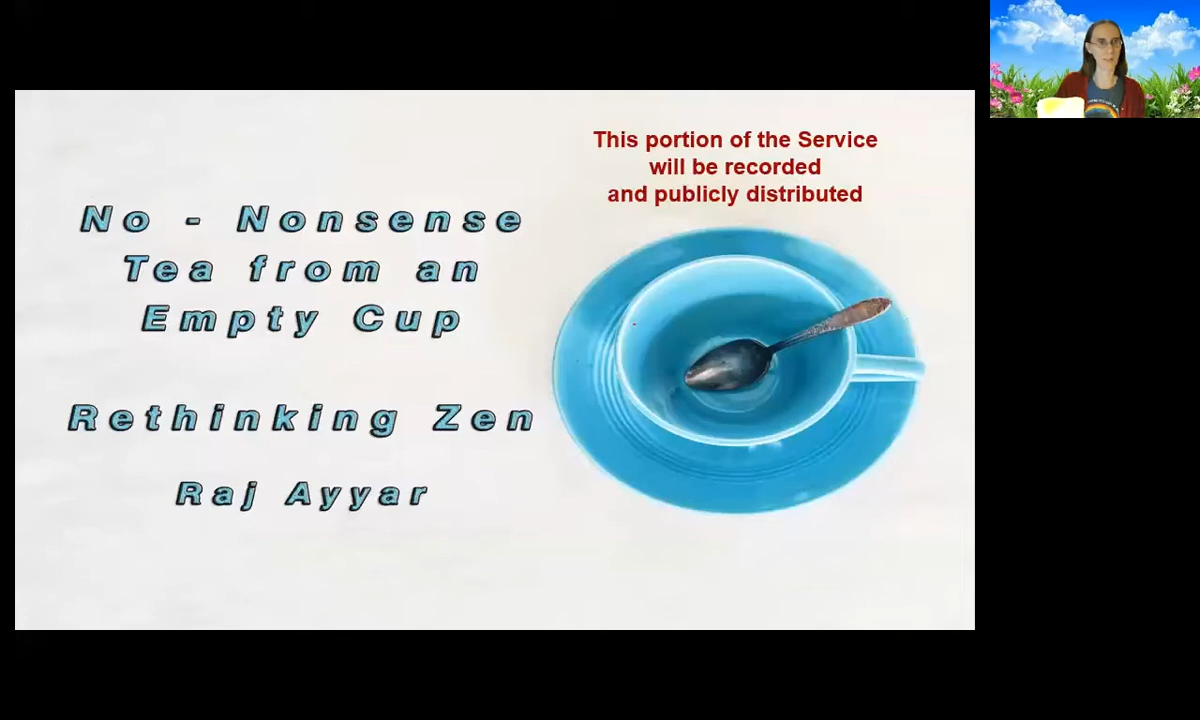 No - Nonsense
Tea from an
Empty Cup
Rethinking Zen
Raj Ayyar
This portion of the Service
will be recorded
and publicly distributed